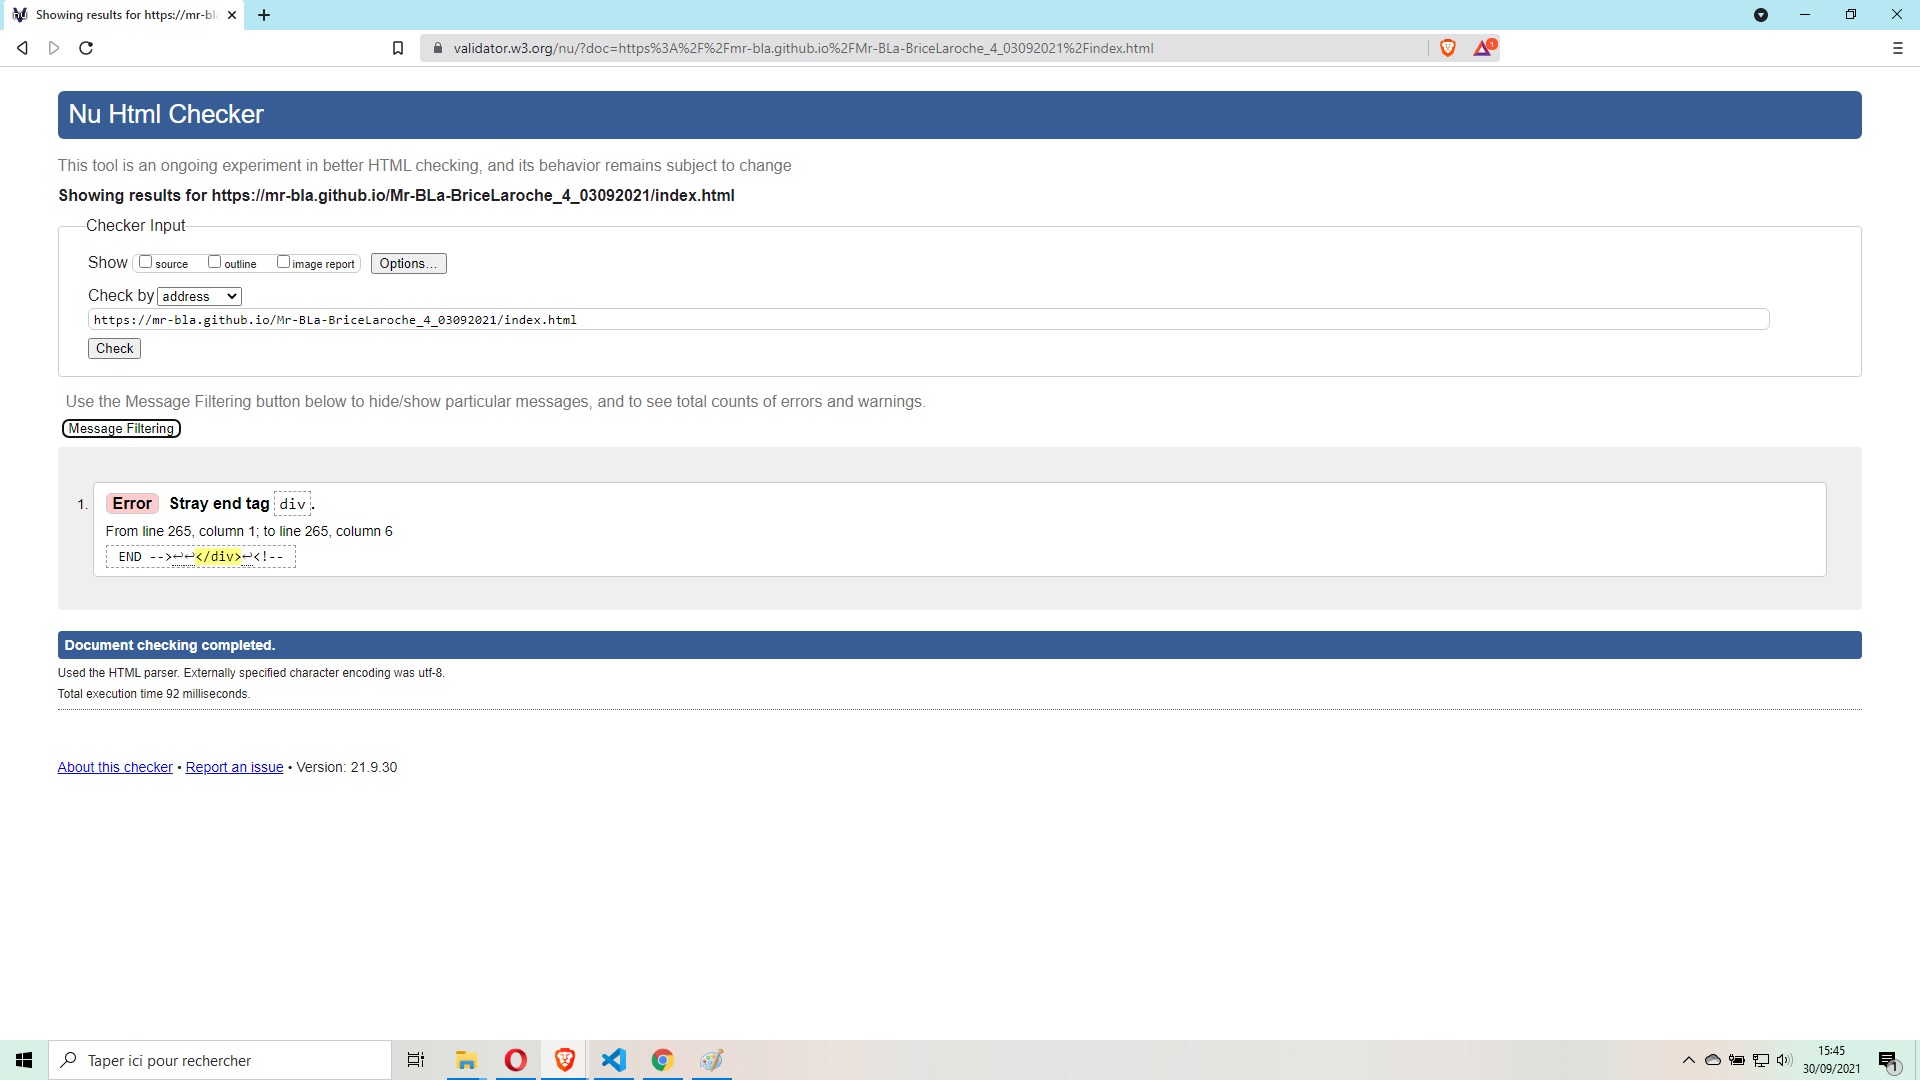 Showing results for https://mr-bl
validator.w3.org/nu/?doc=https%3A%2F%2Fmr-bla.github.io%2FMr-BLa-BriceLaroche_4_03092021%2Findex.html
1
Nu Html Checker
This tool is an ongoing experiment in better HTML checking, and its behavior remains subject to change
Showing results for https://mr-bla.github.io/Mr-BLa-BriceLaroche_4_03092021/index.html
Checker Input
Show source outline image report Options...
Check by address
https://mr-bla.github.io/Mr-BLa-BriceLaroche_4_03092021/index.html
Check
Use the Message Filtering button below to hide/show particular messages, and to see total counts of errors and warnings.
Message Filtering
1. Error Stray end tag div.
From line 265, column 1; to line 265, column 6
END -->↩↩</div>↩<!--
Document checking completed.
Used the HTML parser. Externally specified character encoding was utf-8.
Total execution time 92 milliseconds.
About this checker • Report an issue • Version: 21.9.30
Taper ici pour rechercher
15:45
30/09/2021
1